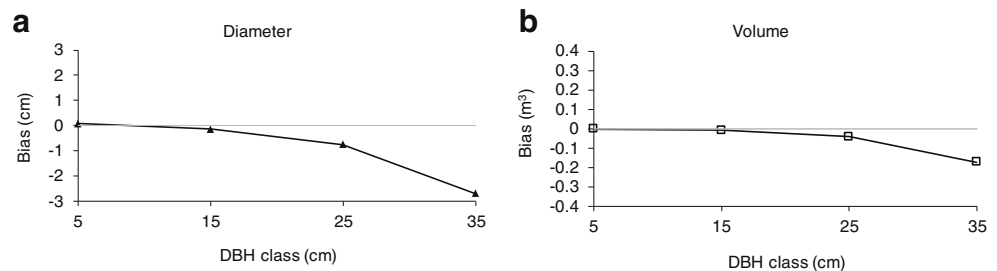 a
Diameter
Bias (cm)
3
2
1
0
-1
-2
-3
5 15 25 35
DBH class (cm)
b
Volume
Bias (m³)
0.4
0.3
0.2
0.1
0
-0.1
-0.2
-0.3
-0.4
5 15 25 35
DBH class (cm)